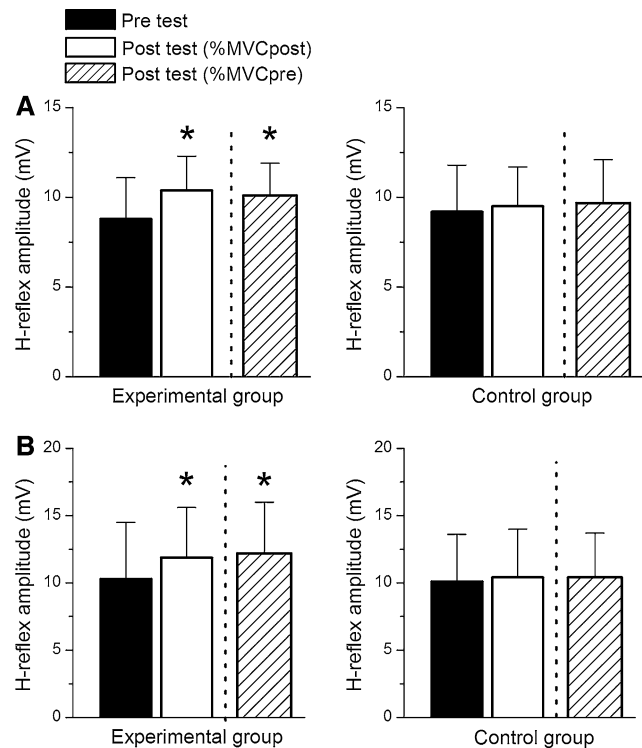 Pre test
Post test (%MVCpost)
Post test (%MVCpre)
A
H-reflex amplitude (mV)
15
10
5
0
*
*
Experimental group
H-reflex amplitude (mV)
15
10
5
0
Control group
B
H-reflex amplitude (mV)
20
15
10
5
0
*
*
Experimental group
H-reflex amplitude (mV)
20
15
10
5
0
Control group